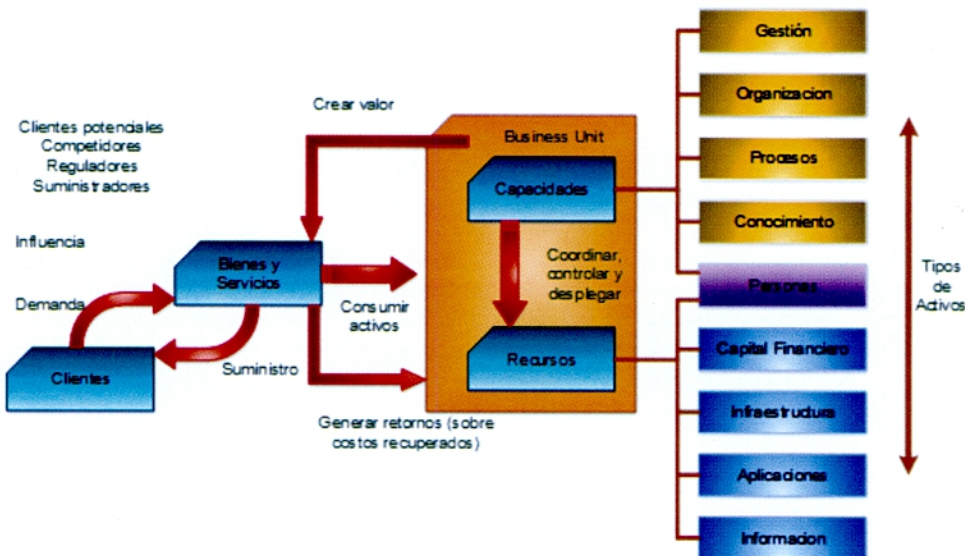 Gestión
Organizacion
Procesos
Conocimiento
Personas
Capital Financiero
Infraestructura
Aplicaciones
Informacion
Tipos
de
Activos
Business Unit
Capacidades
Coordinar,
controlar y
desplegar
Recursos
Crear valor
Clientes potenciales
Competidores
Reguladores
Suministradores
Influencia
Bienes y
Servicios
Demanda
Consumir
activos
Clientes
Suministro
Generar retornos (sobre
costos recuperados)